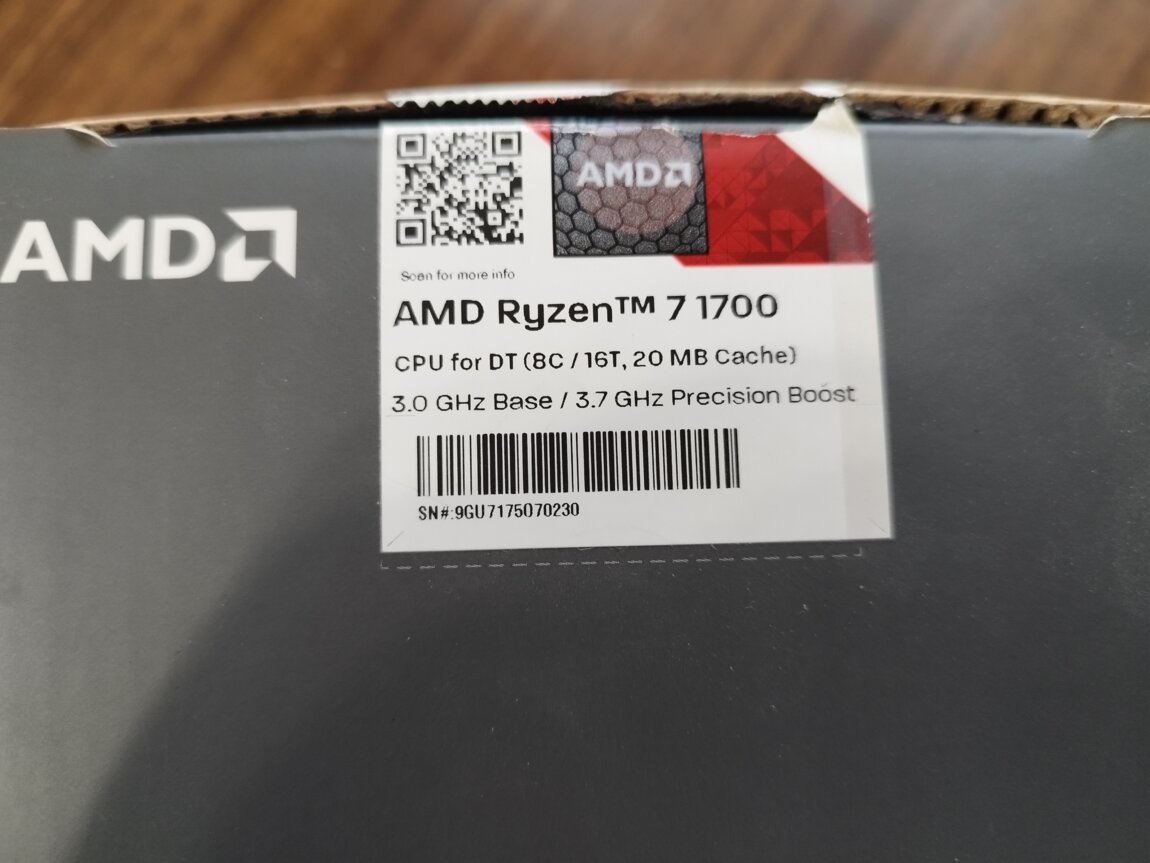 AMD
AMD
Scan for more info
AMD Ryzen™ 7 1700
CPU for DT (8C / 16T, 20 MB Cache)
3.0 GHz Base / 3.7 GHz Precision Boost
SN#:9GU7175070230